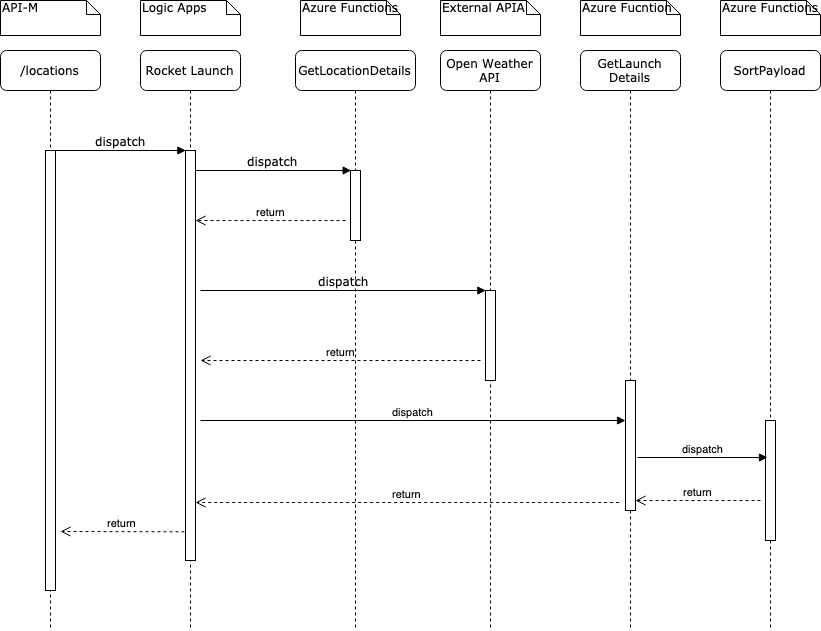 API-M
Logic Apps
Azure Functions
External APIA
Azure Fucntion
Azure Functions
/locations
Rocket Launch
GetLocationDetails
Open Weather
API
GetLaunch
Details
SortPayload
dispatch
dispatch
return
dispatch
return
dispatch
dispatch
return
return
return